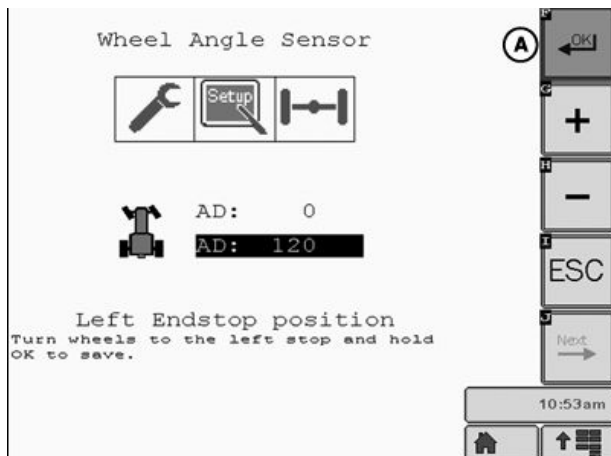 Wheel Angle Sensor
Setup
AD: 0
AD: 120
Left Endstop position
Turn wheels to the left stop and hold
OK to save.
A
F
OK
G
+
H
−
I
ESC
J
Next
10:53am